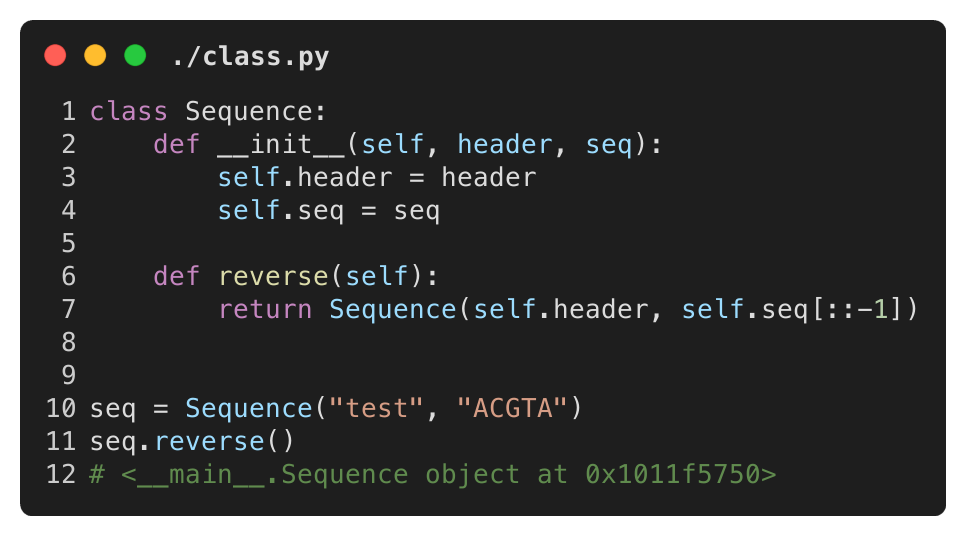 ./class.py
1 class Sequence:
2     def __init__(self, header, seq):
3         self.header = header
4         self.seq = seq
5
6     def reverse(self):
7         return Sequence(self.header, self.seq[::-1])
8
9
10 seq = Sequence("test", "ACGTA")
11 seq.reverse()
12 # <__main__.Sequence object at 0x1011f5750>